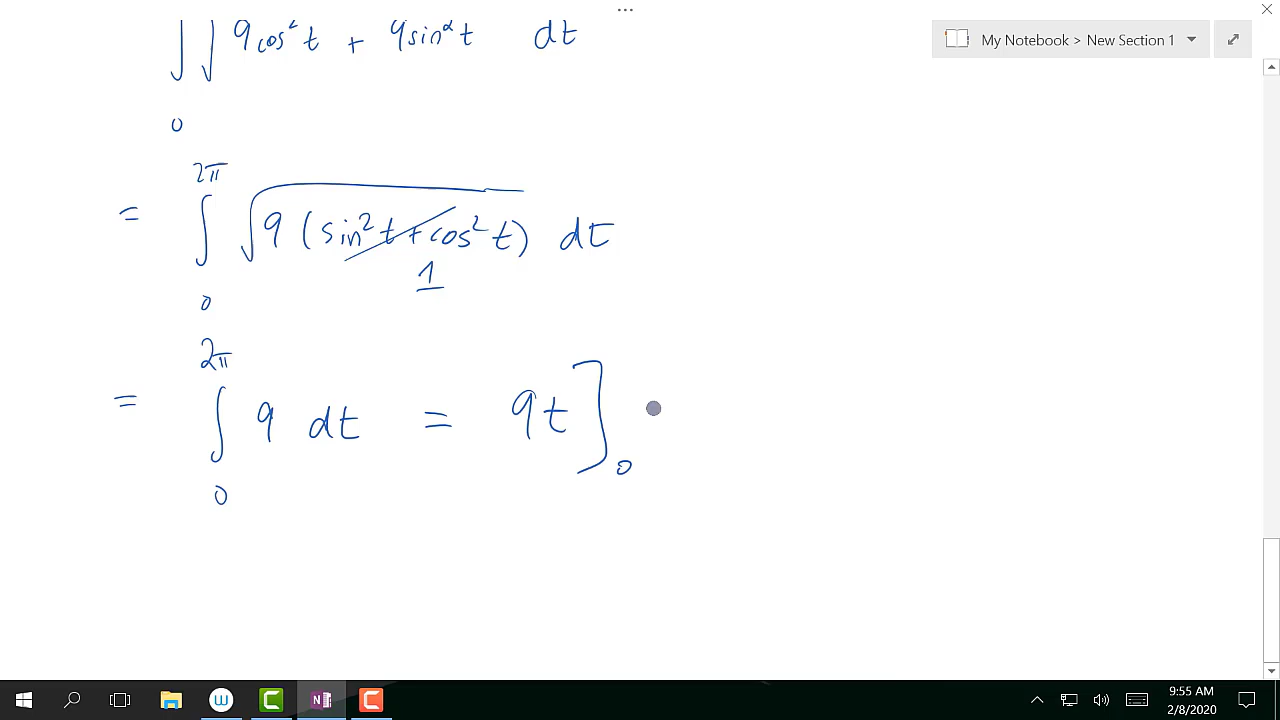 ...
∫√9cos²t + 9sin²t dt
My Notebook > New Section 1
0
2π
= ∫ √9 (sin²t + cos²t) dt
1
0
2π
= ∫ 9 dt = 9t ]
0
0
N
9:55 AM
2/8/2020